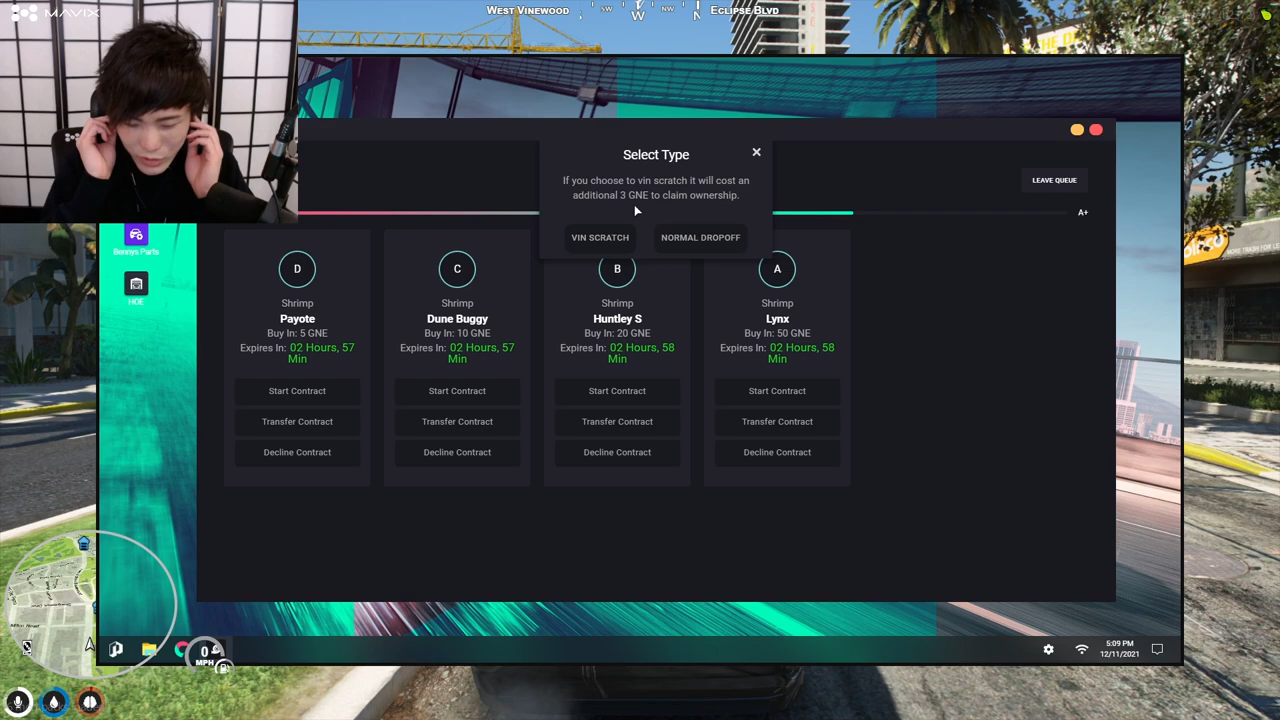 MAVIX
West Vinewood
SW
W
NW
N
Eclipse Blvd
Select Type
If you choose to vin scratch it will cost an
additional 3 GNE to claim ownership.
VIN SCRATCH
NORMAL DROPOFF
LEAVE QUEUE
A+
Bennys Parts
HOE
D
Shrimp
Payote
Buy In: 5 GNE
Expires In: 02 Hours, 57
Min
Start Contract
Transfer Contract
Decline Contract
C
Shrimp
Dune Buggy
Buy In: 10 GNE
Expires In: 02 Hours, 57
Min
Start Contract
Transfer Contract
Decline Contract
B
Shrimp
Huntley S
Buy In: 20 GNE
Expires In: 02 Hours, 58
Min
Start Contract
Transfer Contract
Decline Contract
A
Shrimp
Lynx
Buy In: 50 GNE
Expires In: 02 Hours, 58
Min
Start Contract
Transfer Contract
Decline Contract
0
MPH
5:09 PM
12/11/2021